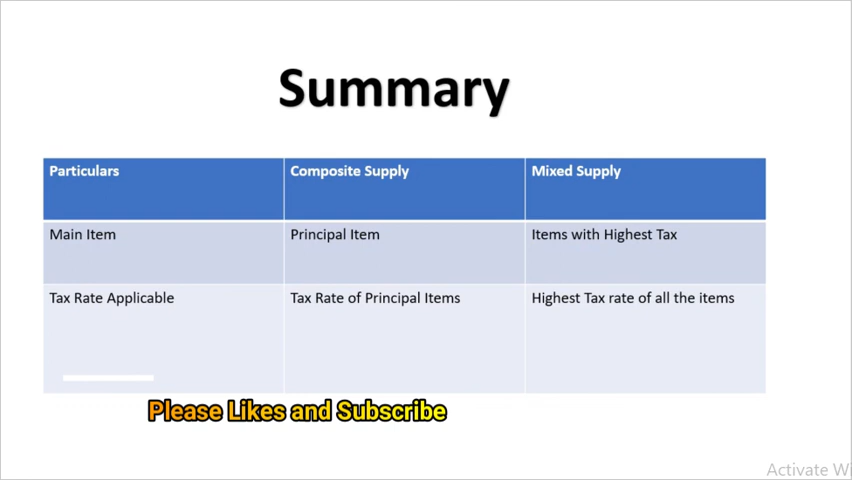 Summary
Particulars
Composite Supply
Mixed Supply
Main Item
Principal Item
Items with Highest Tax
Tax Rate Applicable
Tax Rate of Principal Items
Highest Tax rate of all the items
Please Likes and Subscribe
Activate